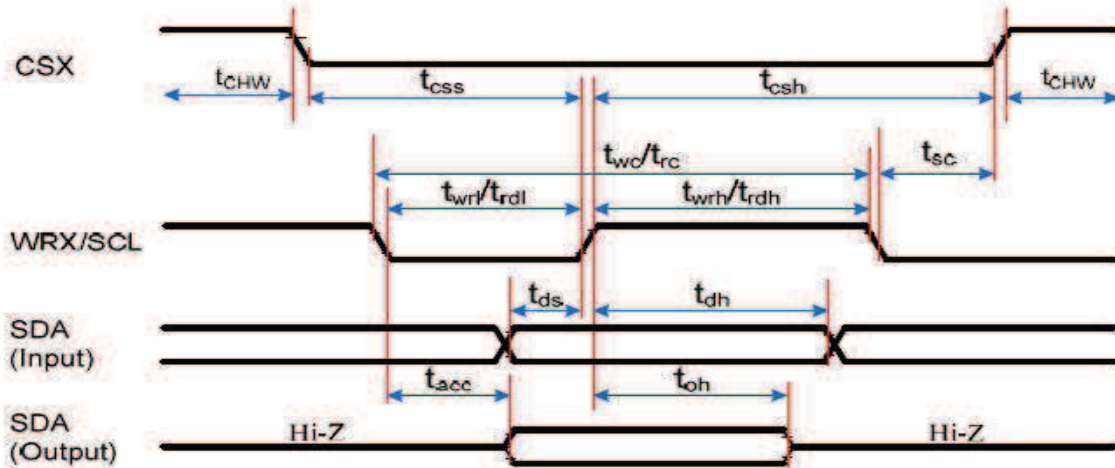 CSX
tCHW
tcss
tcsh
tCHW
twc/trc
tsc
twrl/trdl
twrh/trdh
WRX/SCL
tds
tdh
SDA
(Input)
tacc
toh
SDA
(Output)
Hi-Z
Hi-Z